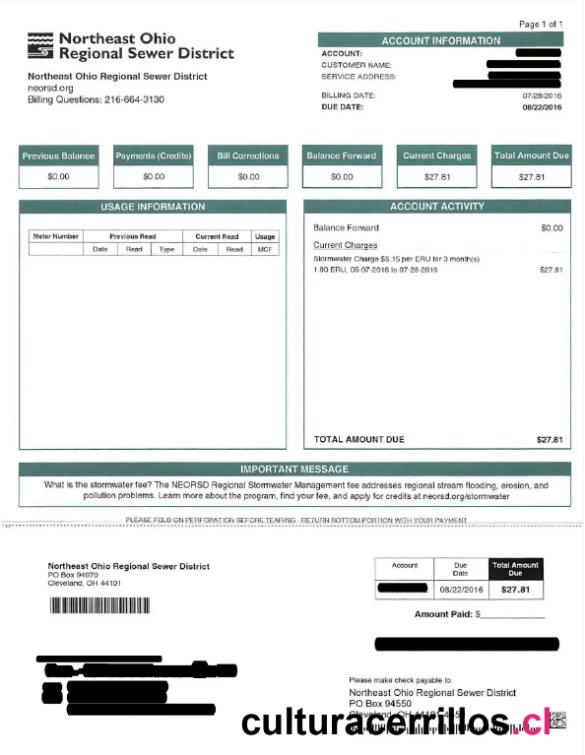 Page 1 of 1
Northeast Ohio
Regional Sewer District
Northeast Ohio Regional Sewer District
neorsd.org
Billing Questions: 216-664-3130
ACCOUNT INFORMATION
ACCOUNT:
CUSTOMER NAME:
SERVICE ADDRESS:
BILLING DATE: 07/28/2016
DUE DATE: 08/22/2016
Previous Balance Payments (Credits) Bill Corrections Balance Forward Current Charges Total Amount Due
$0.00 $0.00 $0.00 $0.00 $27.81 $27.81
USAGE INFORMATION
Meter Number Previous Read Current Read Usage
Date Read Type Date Read MCF
ACCOUNT ACTIVITY
Balance Forward $0.00
Current Charges
Stormwater Charge $5.15 per ERU for 3 month(s)
1.80 ERU, 05-07-2016 to 07-28-2016 $27.81
TOTAL AMOUNT DUE $27.81
IMPORTANT MESSAGE
What is the stormwater fee? The NEORSD Regional Stormwater Management fee addresses regional stream flooding, erosion, and
pollution problems. Learn more about the program, find your fee, and apply for credits at neorsd.org/stormwater
PLEASE FOLD ON PERFORATION BEFORE TEARING - RETURN BOTTOM PORTION WITH YOUR PAYMENT
Northeast Ohio Regional Sewer District
PO Box 94970
Cleveland, OH 44101
Account Due Date Total Amount Due
08/22/2016 $27.81
Amount Paid: $
Please make check payable to:
Northeast Ohio Regional Sewer District
PO Box 94550
culturacerrillos.cl